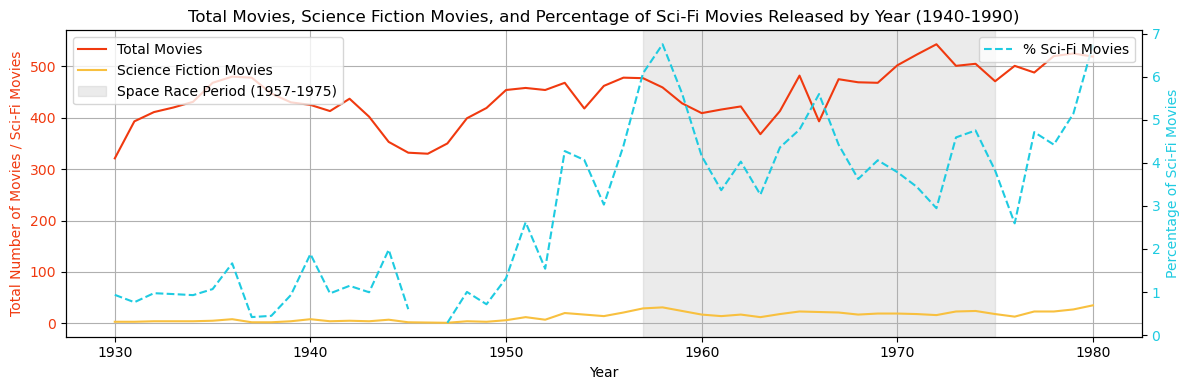 Total Movies, Science Fiction Movies, and Percentage of Sci-Fi Movies Released by Year (1940-1990)
Total Movies
Science Fiction Movies
Space Race Period (1957-1975)
% Sci-Fi Movies
Total Number of Movies / Sci-Fi Movies
500
400
300
200
100
0
7
6
5
4
3
2
1
0
Percentage of Sci-Fi Movies
1930 1940 1950 1960 1970 1980
Year